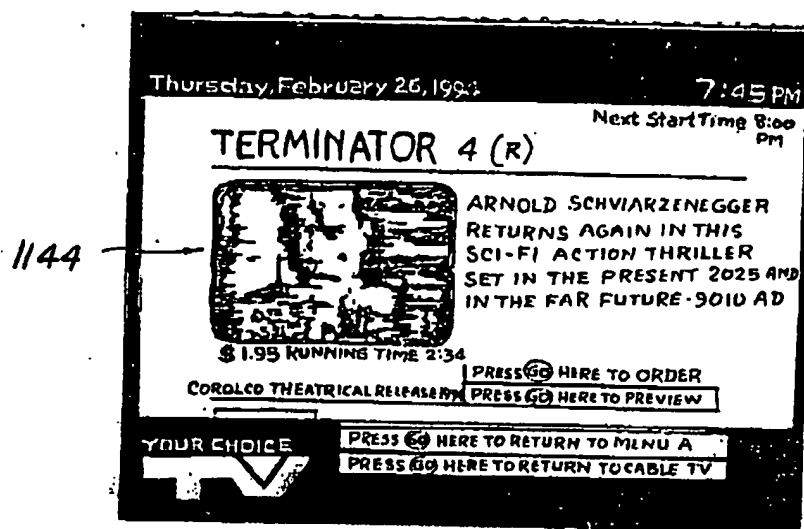 Thursday, February 26, 199
7:45 PM
Next Start Time 8:00
PM
TERMINATOR 4 (R)
1144
ARNOLD SCHVIARZENEGGER
RETURNS AGAIN IN THIS
SCI-FI ACTION THRILLER
SET IN THE PRESENT 2025 AND
IN THE FAR FUTURE-9010 AD
$1.95 RUNNING TIME 2:34
PRESS GO HERE TO ORDER
COROLCO THEATRICAL RELEASE
PRESS GO HERE TO PREVIEW
YOUR CHOICE
TV
PRESS GO HERE TO RETURN TO MENU A
PRESS GO HERE TO RETURN TO CABLE TV